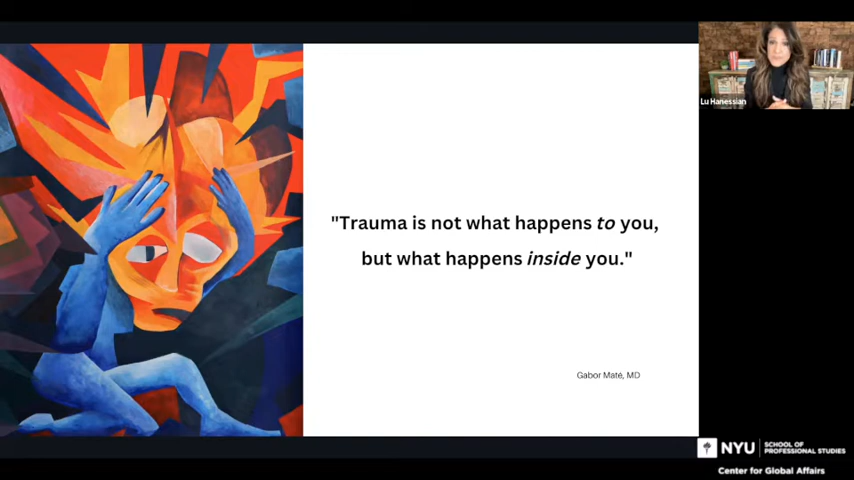 Lu Hanessian
"Trauma is not what happens to you,
but what happens inside you."
Gabor Maté, MD
NYU
SCHOOL OF
PROFESSIONAL STUDIES
Center for Global Affairs